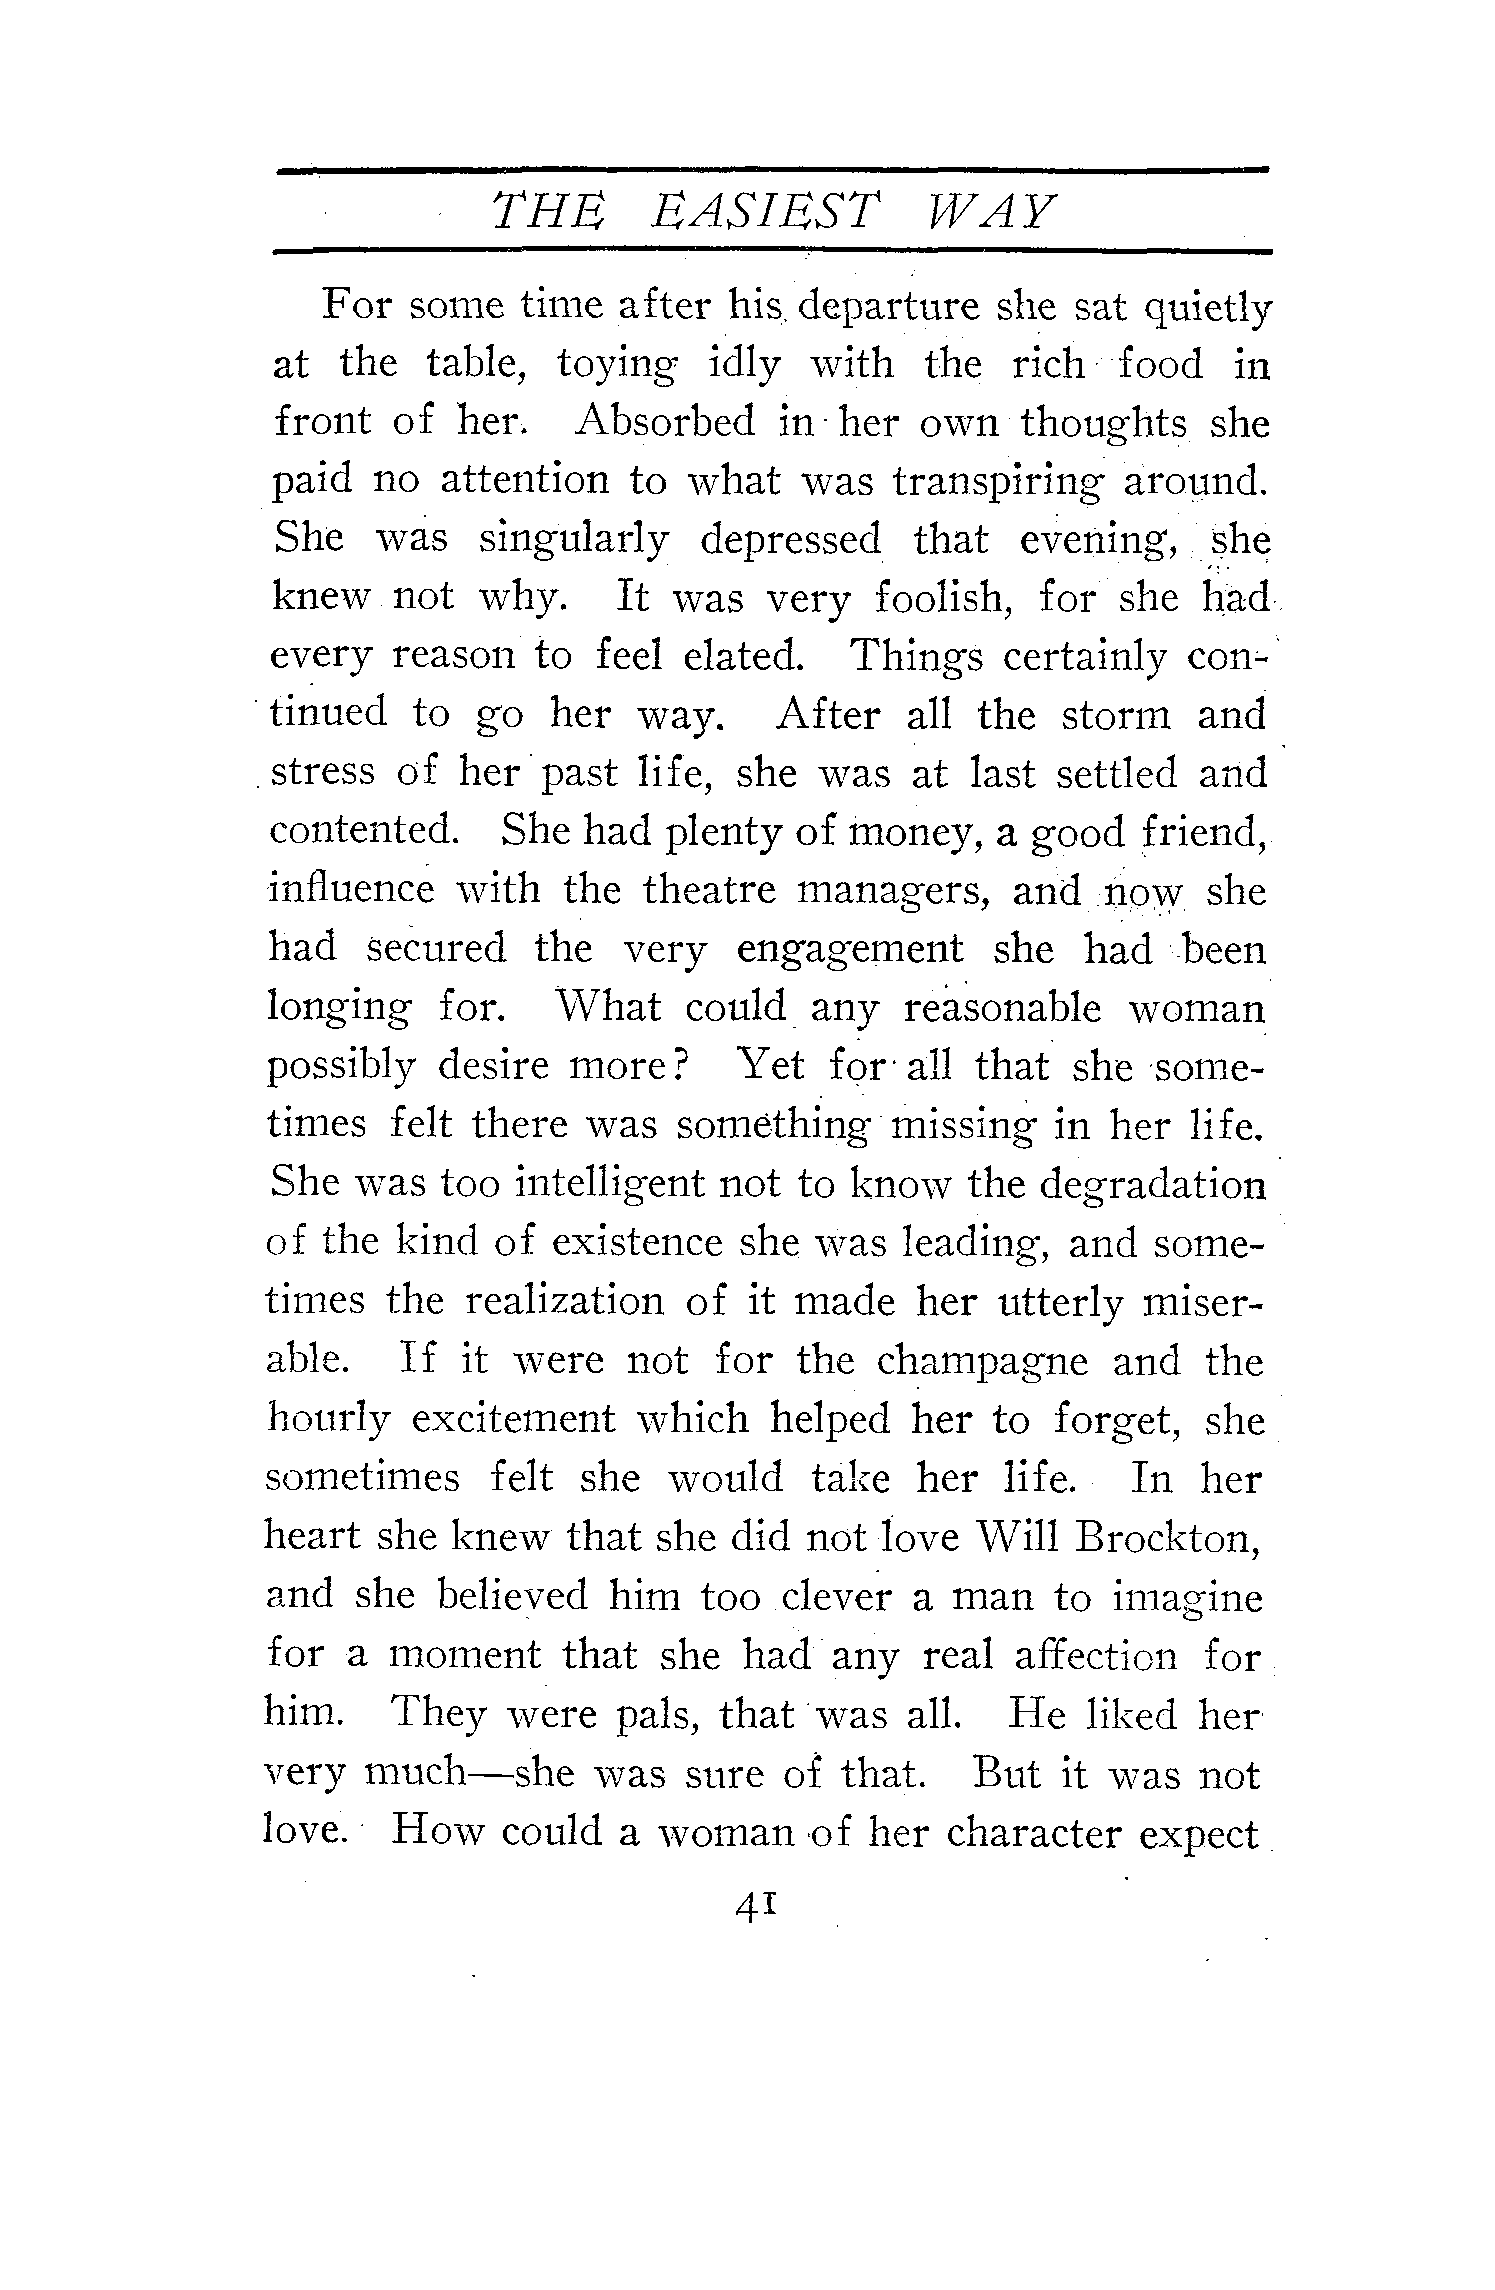 THE EASIEST WAY
For some time after his departure she sat quietly
at the table, toying idly with the rich food in
front of her. Absorbed in her own thoughts she
paid no attention to what was transpiring around.
She was singularly depressed that evening, she
knew not why. It was very foolish, for she had
every reason to feel elated. Things certainly con-
tinued to go her way. After all the storm and
stress of her past life, she was at last settled and
contented. She had plenty of money, a good friend,
influence with the theatre managers, and now she
had secured the very engagement she had been
longing for. What could any reasonable woman
possibly desire more? Yet for all that she some-
times felt there was something missing in her life.
She was too intelligent not to know the degradation
of the kind of existence she was leading, and some-
times the realization of it made her utterly miser-
able. If it were not for the champagne and the
hourly excitement which helped her to forget, she
sometimes felt she would take her life. In her
heart she knew that she did not love Will Brockton,
and she believed him too clever a man to imagine
for a moment that she had any real affection for
him. They were pals, that was all. He liked her
very much—she was sure of that. But it was not
love. How could a woman of her character expect
41